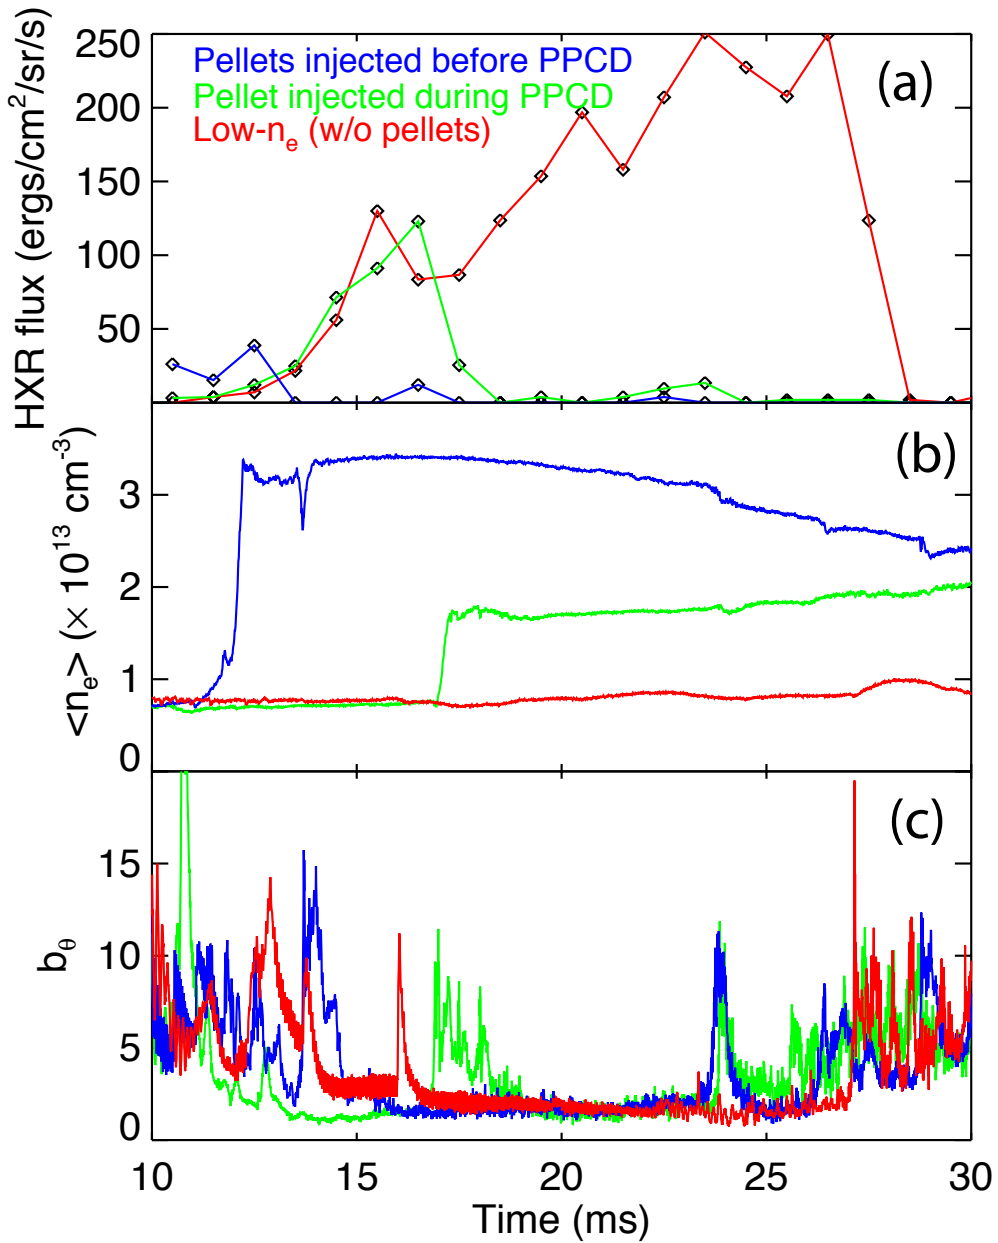 HXR flux (ergs/cm²/sr/s)
250
200
150
100
50
Pellets injected before PPCD
Pellet injected during PPCD
Low-nₑ (w/o pellets)
(a)
<nₑ> (× 10¹³ cm⁻³)
3
2
1
0
(b)
b_θ
15
10
5
0
(c)
10 15 20 25 30
Time (ms)